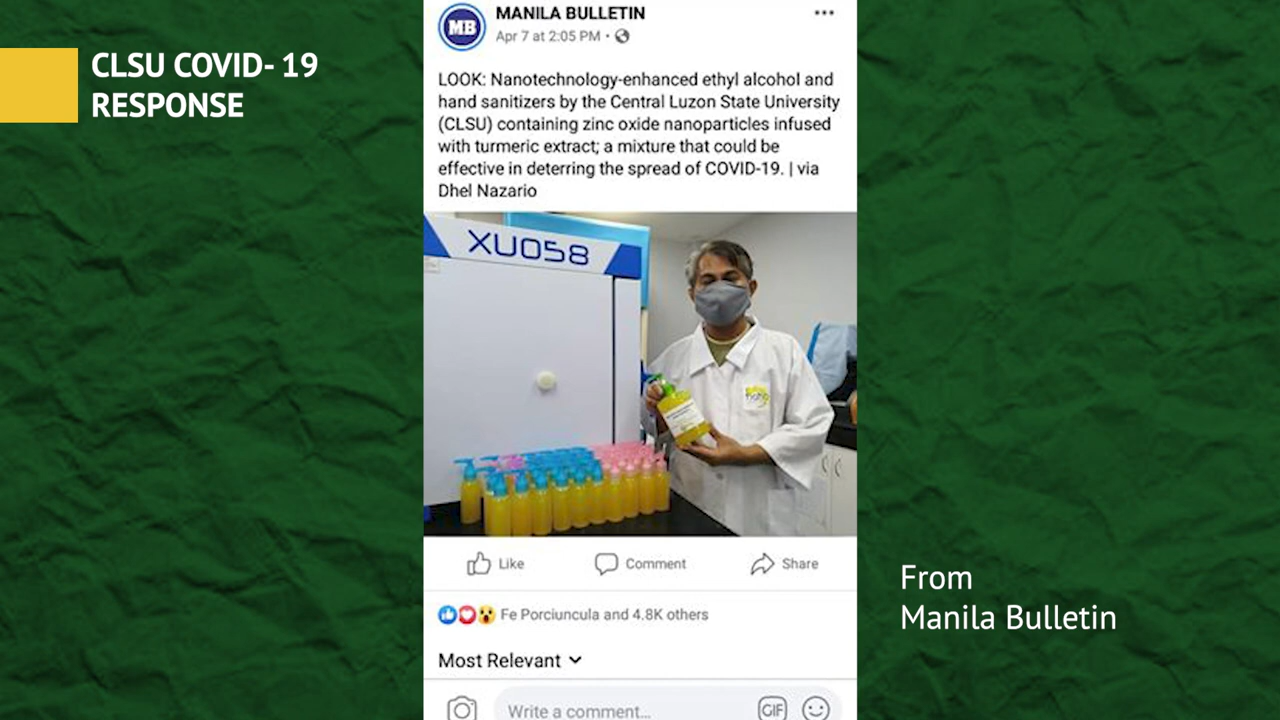 CLSU COVID- 19
RESPONSE
MB
MANILA BULLETIN
Apr 7 at 2:05 PM •
LOOK: Nanotechnology-enhanced ethyl alcohol and
hand sanitizers by the Central Luzon State University
(CLSU) containing zinc oxide nanoparticles infused
with turmeric extract; a mixture that could be
effective in deterring the spread of COVID-19. | via
Dhel Nazario
XU058
Like
Comment
Share
Fe Porciuncula and 4.8K others
Most Relevant
Write a comment...
GIF
From
Manila Bulletin